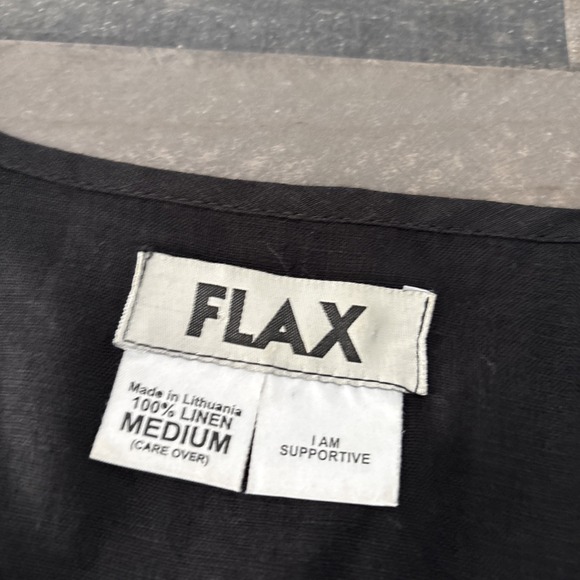 FLAX
Made in Lithuania
100% LINEN
MEDIUM
(CARE OVER)
I AM
SUPPORTIVE